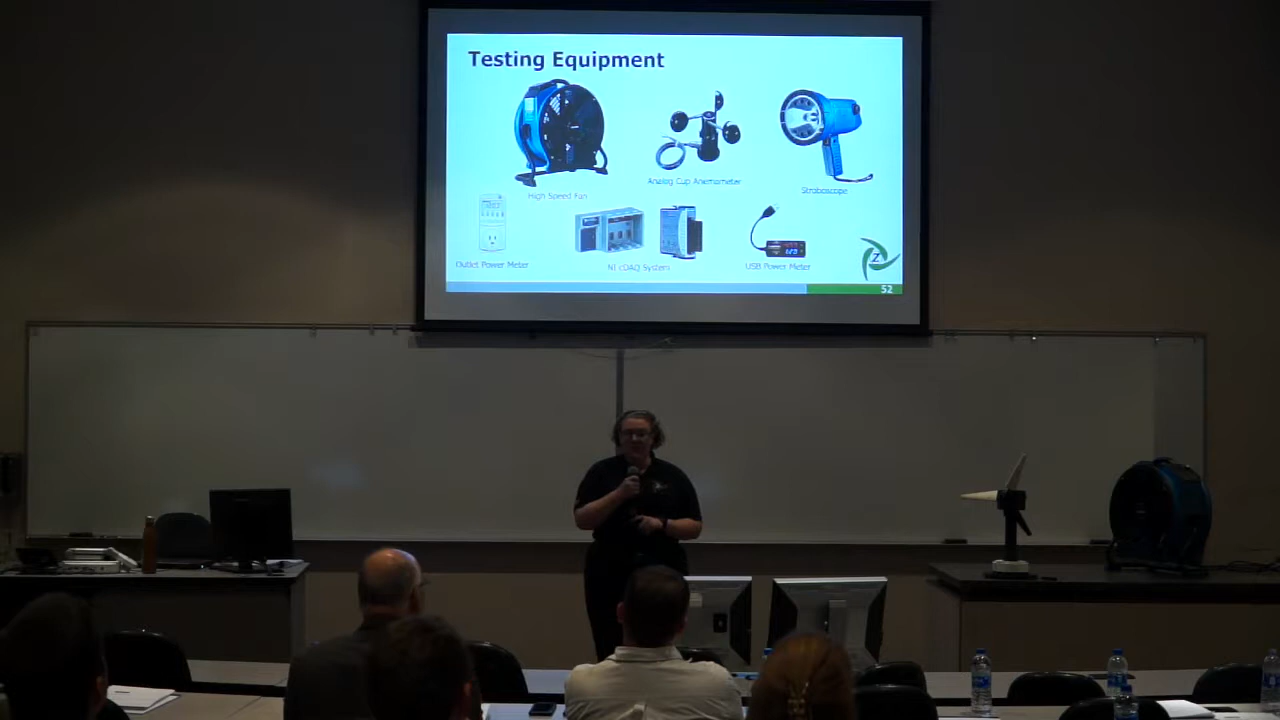 Testing Equipment
High Speed Fan
Analog Cup Anemometer
Stroboscope
Outlet Power Meter
NI cDAQ System
USB Power Meter
Z
52